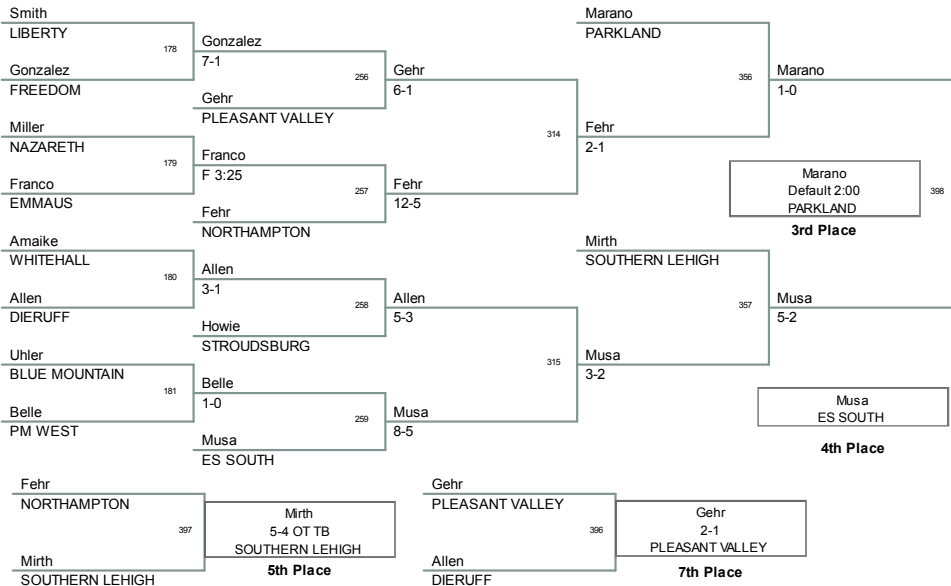 Smith
LIBERTY
178
Gonzalez
FREEDOM
Gonzalez
7-1
256
Gehr
PLEASANT VALLEY
Gehr
6-1
Miller
NAZARETH
179
Franco
EMMAUS
Franco
F 3:25
257
Fehr
NORTHAMPTON
Fehr
12-5
314
Fehr
2-1
Marano
PARKLAND
356
Marano
1-0
Marano
Default 2:00
PARKLAND
398
3rd Place
Amaike
WHITEHALL
180
Allen
DIERUFF
Allen
3-1
258
Howie
STROUDSBURG
Allen
5-3
Uhler
BLUE MOUNTAIN
181
Belle
PM WEST
Belle
1-0
259
Musa
ES SOUTH
Musa
8-5
315
Musa
3-2
Mirth
SOUTHERN LEHIGH
357
Musa
5-2
Musa
ES SOUTH
4th Place
Fehr
NORTHAMPTON
397
Mirth
SOUTHERN LEHIGH
Mirth
5-4 OT TB
SOUTHERN LEHIGH
5th Place
Gehr
PLEASANT VALLEY
396
Allen
DIERUFF
Gehr
2-1
PLEASANT VALLEY
7th Place